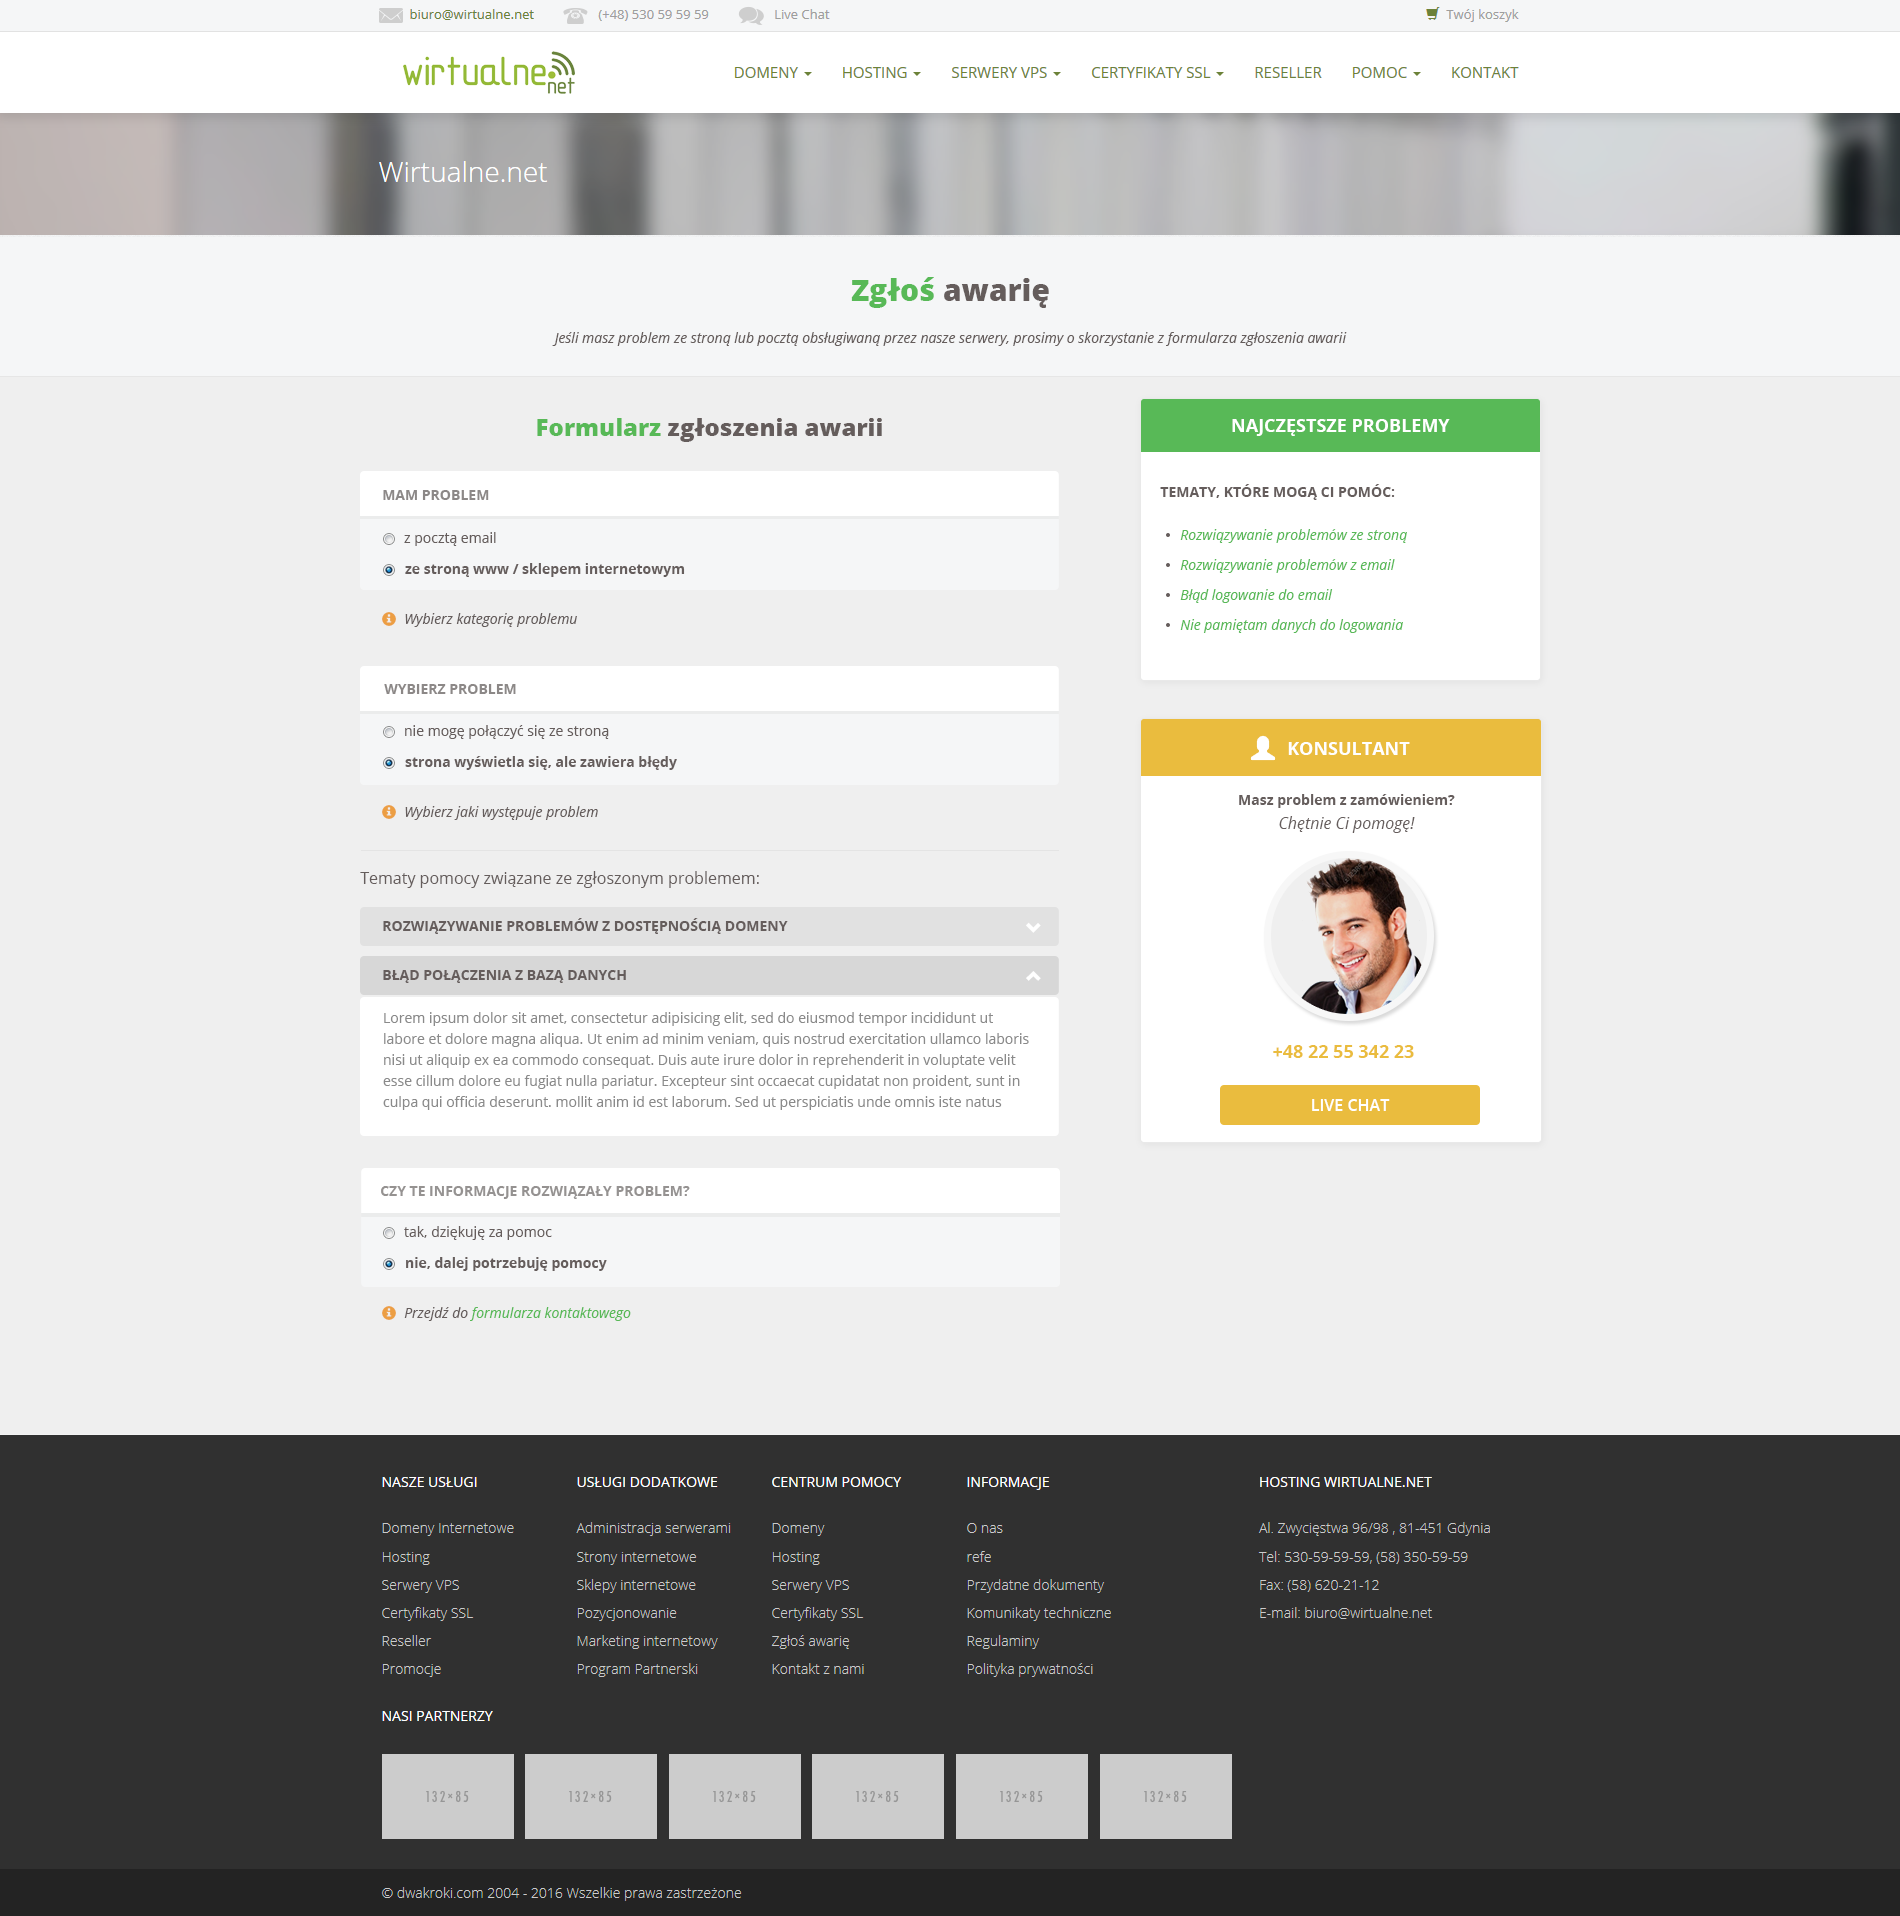 biuro@wirtualne.net (+48) 530 59 59 59 Live Chat Twój koszyk
wirtualne.net DOMENY HOSTING SERWERY VPS CERTYFIKATY SSL RESELLER POMOC KONTAKT
Wirtualne.net
Zgłoś awarię
Jeśli masz problem ze stroną lub pocztą obsługiwaną przez nasze serwery, prosimy o skorzystanie z formularza zgłoszenia awarii
Formularz zgłoszenia awarii
MAM PROBLEM
z pocztą email
ze stroną www / sklepem internetowym
Wybierz kategorię problemu
WYBIERZ PROBLEM
nie mogę połączyć się ze stroną
strona wyświetla się, ale zawiera błędy
Wybierz jaki występuje problem
Tematy pomocy związane ze zgłoszonym problemem:
ROZWIĄZYWANIE PROBLEMÓW Z DOSTĘPNOŚCIĄ DOMENY
BŁĄD POŁĄCZENIA Z BAZĄ DANYCH
Lorem ipsum dolor sit amet, consectetur adipisicing elit, sed do eiusmod tempor incididunt ut
labore et dolore magna aliqua. Ut enim ad minim veniam, quis nostrud exercitation ullamco laboris
nisi ut aliquip ex ea commodo consequat. Duis aute irure dolor in reprehenderit in voluptate velit
esse cillum dolore eu fugiat nulla pariatur. Excepteur sint occaecat cupidatat non proident, sunt in
culpa qui officia deserunt. mollit anim id est laborum. Sed ut perspiciatis unde omnis iste natus
CZY TE INFORMACJE ROZWIĄZAŁY PROBLEM?
tak, dziękuję za pomoc
nie, dalej potrzebuję pomocy
Przejdź do formularza kontaktowego
NAJCZĘSTSZE PROBLEMY
TEMATY, KTÓRE MOGĄ CI POMÓC:
• Rozwiązywanie problemów ze stroną
• Rozwiązywanie problemów z email
• Błąd logowanie do email
• Nie pamiętam danych do logowania
KONSULTANT
Masz problem z zamówieniem?
Chętnie Ci pomogę!
+48 22 55 342 23
LIVE CHAT
NASZE USŁUGI
Domeny Internetowe
Hosting
Serwery VPS
Certyfikaty SSL
Reseller
Promocje
USŁUGI DODATKOWE
Administracja serwerami
Strony internetowe
Sklepy internetowe
Pozycjonowanie
Marketing internetowy
Program Partnerski
CENTRUM POMOCY
Domeny
Hosting
Serwery VPS
Certyfikaty SSL
Zgłoś awarię
Kontakt z nami
INFORMACJE
O nas
refe
Przydatne dokumenty
Komunikaty techniczne
Regulaminy
Polityka prywatności
HOSTING WIRTUALNE.NET
Al. Zwycięstwa 96/98 , 81-451 Gdynia
Tel: 530-59-59-59, (58) 350-59-59
Fax: (58) 620-21-12
E-mail: biuro@wirtualne.net
NASI PARTNERZY
132×85 132×85 132×85 132×85 132×85 132×85
© dwakroki.com 2004 - 2016 Wszelkie prawa zastrzeżone